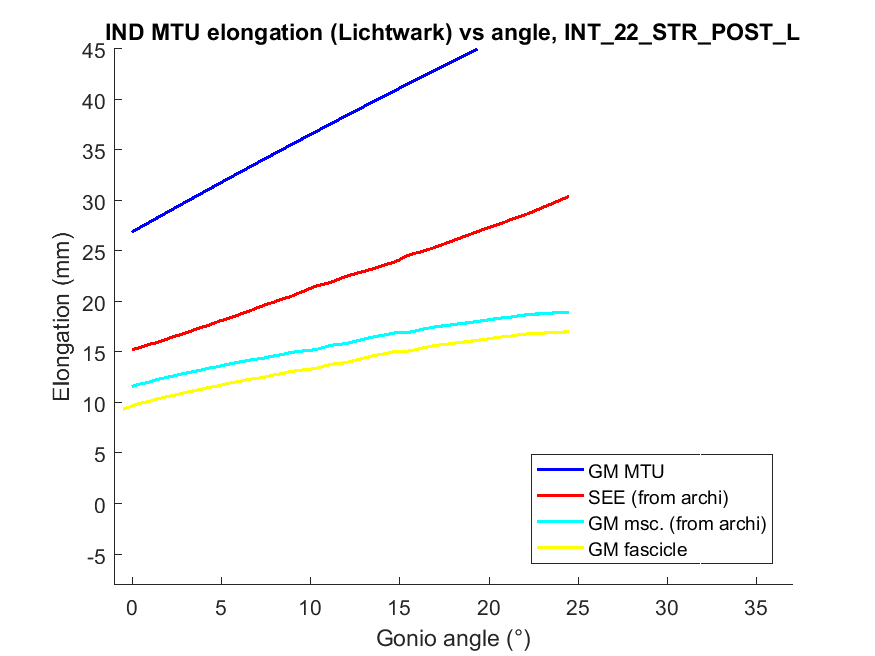 IND MTU elongation (Lichtwark) vs angle, INT_22_STR_POST_L
45
40
35
30
25
20
15
10
5
0
-5
Elongation (mm)
0 5 10 15 20 25 30 35
Gonio angle (°)
GM MTU
SEE (from archi)
GM msc. (from archi)
GM fascicle